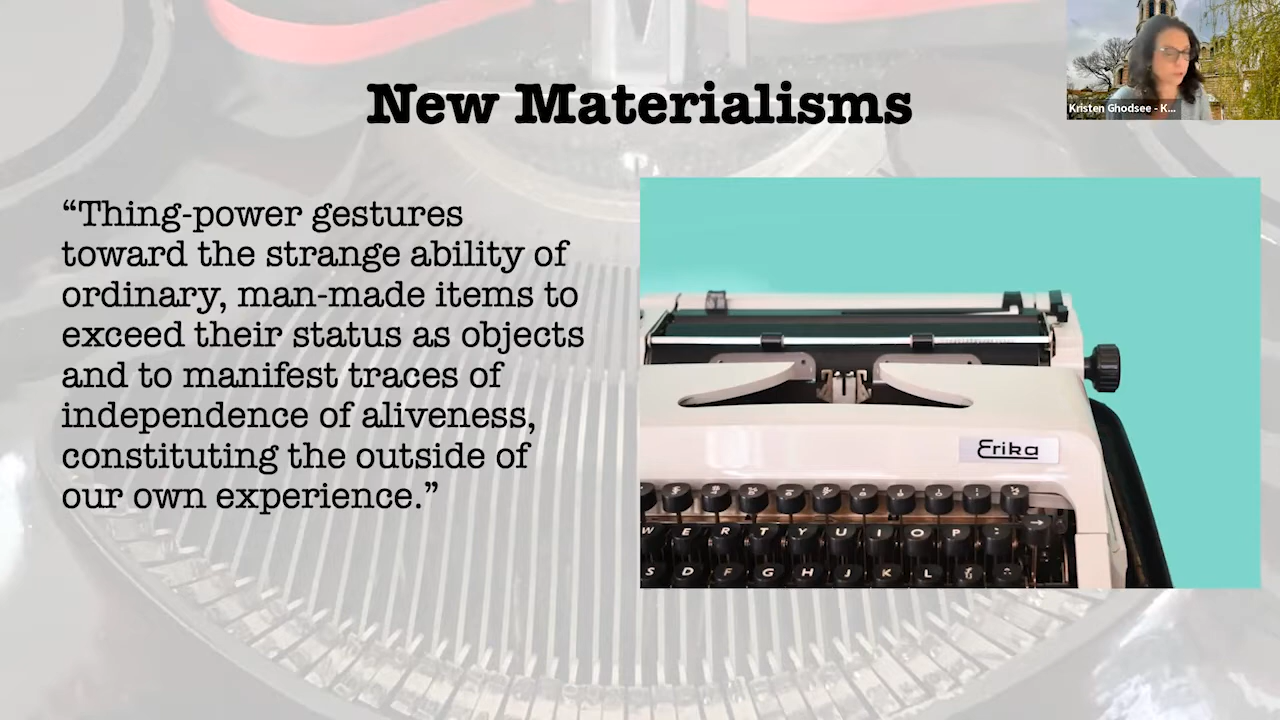 New Materialisms
Kristen Ghodsee - K...
“Thing-power gestures
toward the strange ability of
ordinary, man-made items to
exceed their status as objects
and to manifest traces of
independence of aliveness,
constituting the outside of
our own experience.”
Erika
W E R T Y U I O P
S D F G H J K L